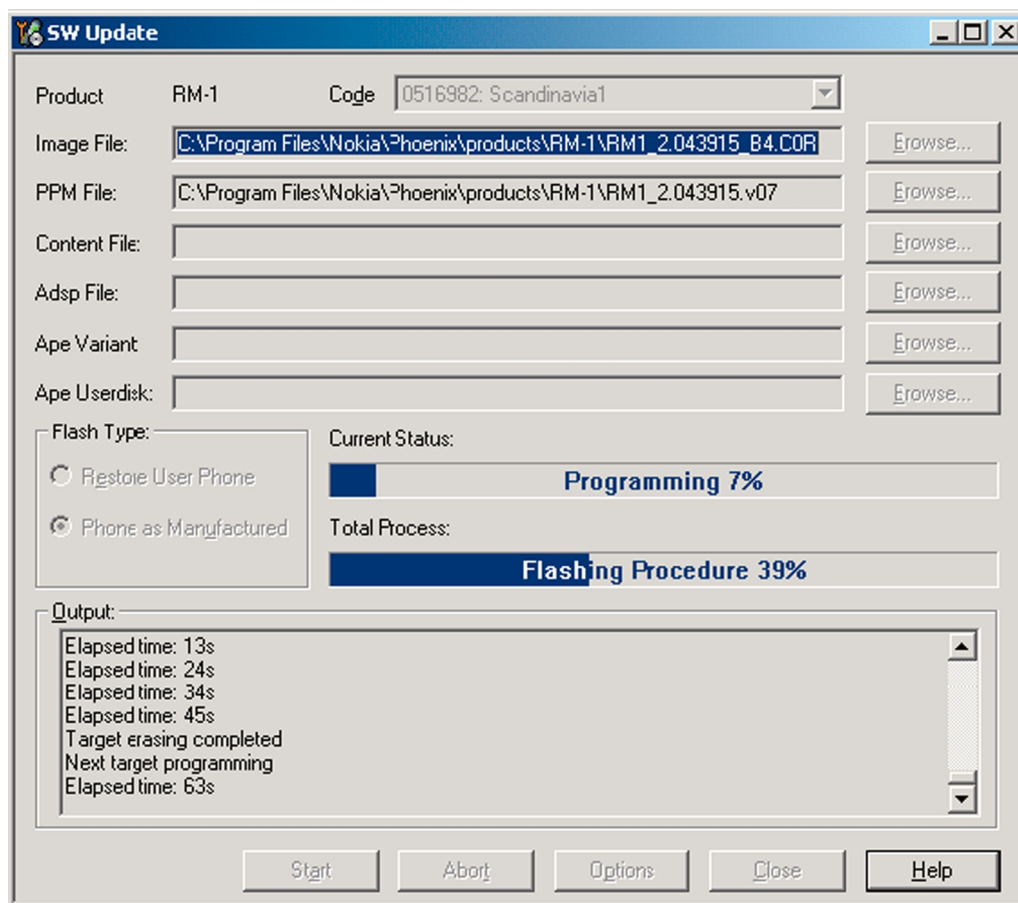 SW Update
Product RM-1 Code 0516982: Scandinavia1
Image File: C:\Program Files\Nokia\Phoenix\products\RM-1\RM1_2.043915_B4.C0R Browse...
PPM File: C:\Program Files\Nokia\Phoenix\products\RM-1\RM1_2.043915.v07 Browse...
Content File: Browse...
Adsp File: Browse...
Ape Variant Browse...
Ape Userdisk: Browse...
Flash Type:
Restore User Phone
Phone as Manufactured
Current Status:
Programming 7%
Total Process:
Flashing Procedure 39%
Output:
Elapsed time: 13s
Elapsed time: 24s
Elapsed time: 34s
Elapsed time: 45s
Target erasing completed
Next target programming
Elapsed time: 63s
Start Abort Options Close Help